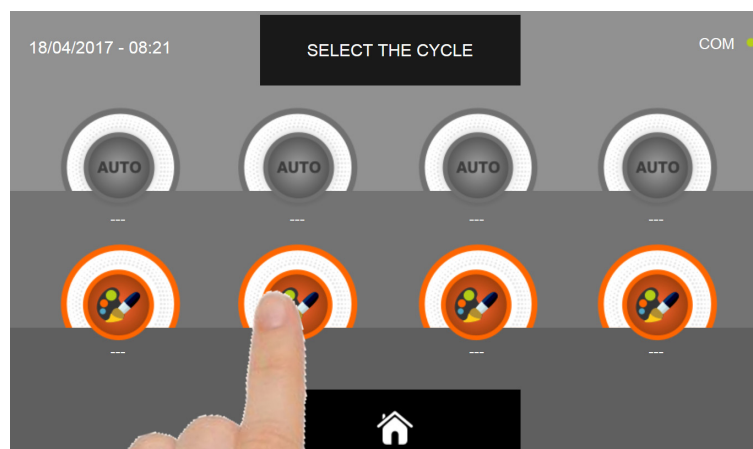 18/04/2017 - 08:21
SELECT THE CYCLE
COM
AUTO AUTO AUTO AUTO
--- --- --- ---
--- --- ---